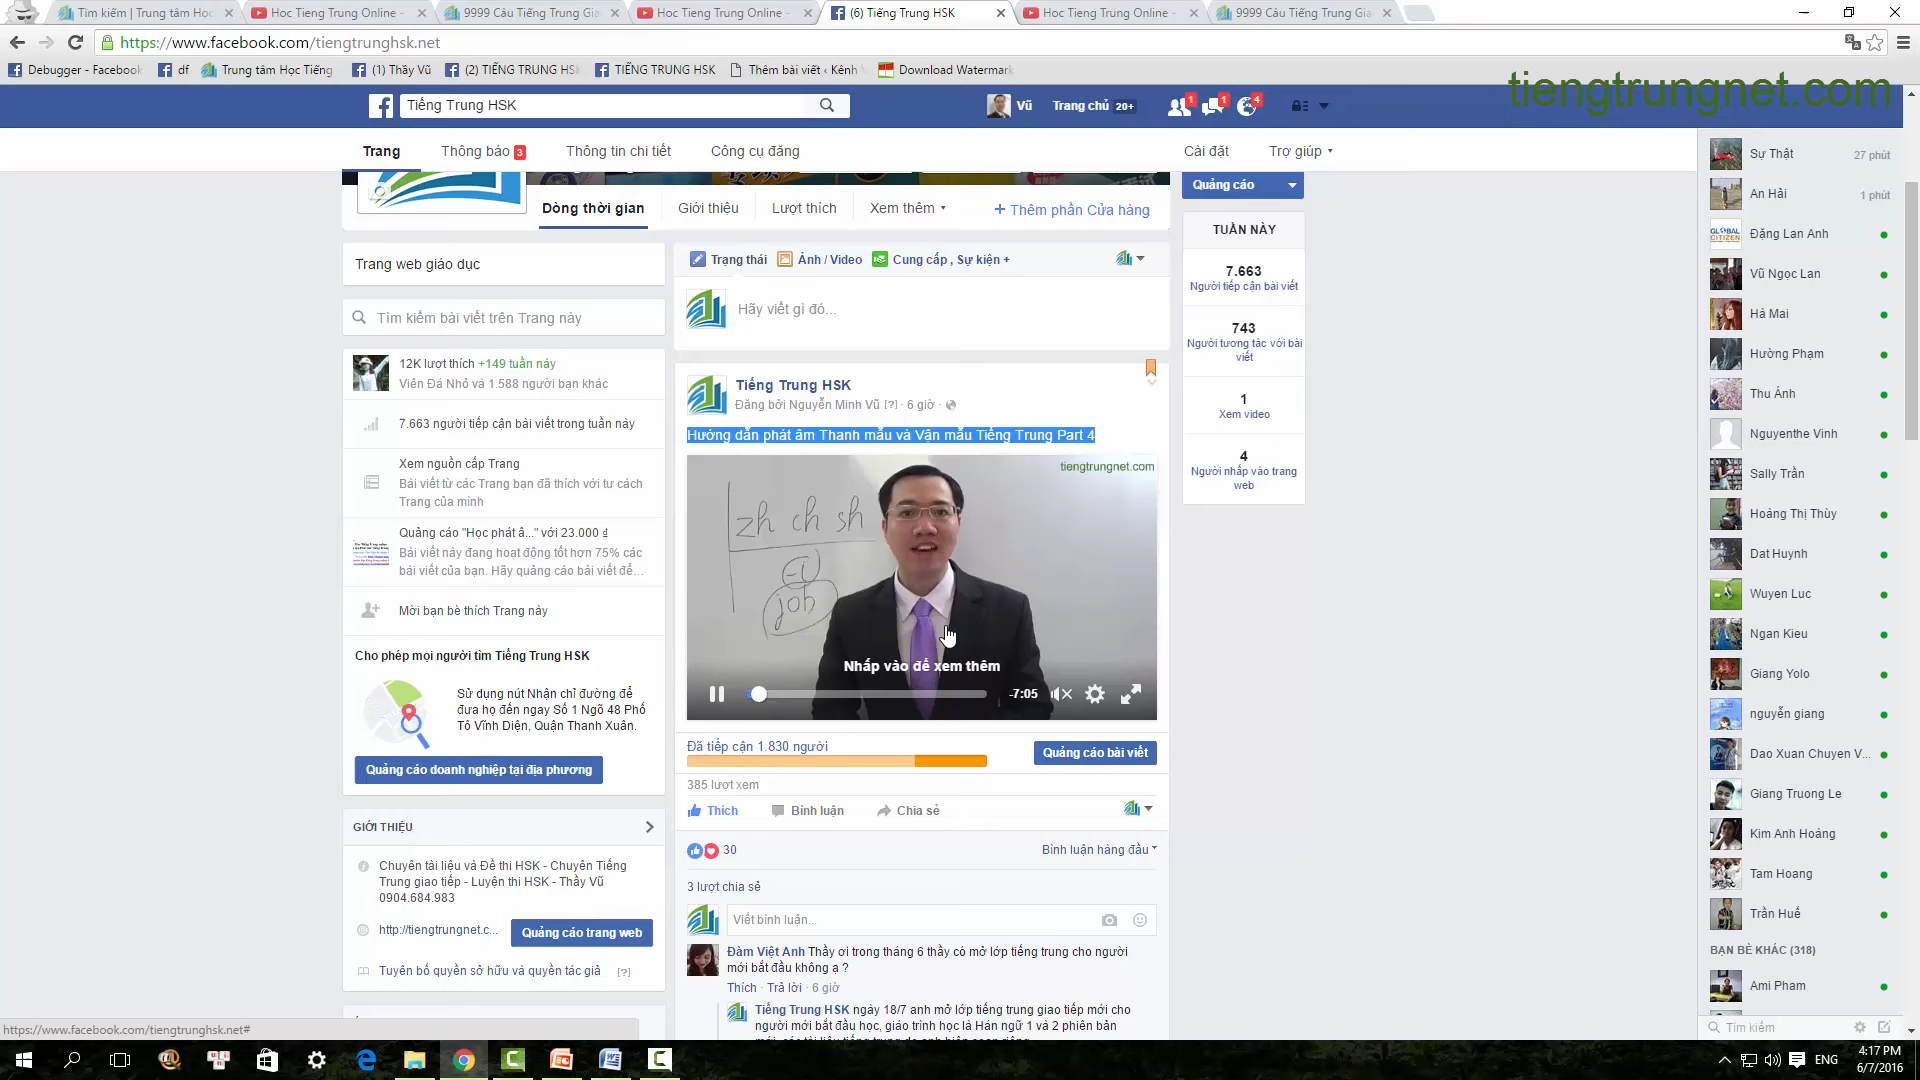 Tìm kiếm | Trung tâm Học
Hoc Tieng Trung Online -
9999 Câu Tiếng Trung Gia
Hoc Tieng Trung Online -
(6) Tiếng Trung HSK
Hoc Tieng Trung Online -
9999 Câu Tiếng Trung Gia
https://www.facebook.com/tiengtrunghsk.net
Debugger - Facebook
df
Trung tâm Học Tiếng
(1) Thầy Vũ
(2) TIẾNG TRUNG HSK
TIẾNG TRUNG HSK
Thêm bài viết ‹ Kênh
Download Watermark
tiengtrungnet.com
Tiếng Trung HSK
Vũ
Trang chủ 20+
1
1
4
Trang
Thông báo 3
Thông tin chi tiết
Công cụ đăng
Cài đặt
Trợ giúp
Dòng thời gian
Giới thiệu
Lượt thích
Xem thêm
+ Thêm phần Cửa hàng
Quảng cáo
Trang web giáo dục
Tìm kiếm bài viết trên Trang này
12K lượt thích +149 tuần này
Viên Đá Nhỏ và 1.588 người bạn khác
7.663 người tiếp cận bài viết trong tuần này
Xem nguồn cấp Trang
Bài viết từ các Trang bạn đã thích với tư cách
Trang của mình
Quảng cáo "Học phát â..." với 23.000 ₫
Bài viết này đang hoạt động tốt hơn 75% các
bài viết của bạn. Hãy quảng cáo bài viết để...
Mời bạn bè thích Trang này
Cho phép mọi người tìm Tiếng Trung HSK
Sử dụng nút Nhận chỉ đường để
đưa họ đến ngay Số 1 Ngõ 48 Phố
Tô Vĩnh Diện, Quận Thanh Xuân.
Quảng cáo doanh nghiệp tại địa phương
GIỚI THIỆU
Chuyên tài liệu và Đề thi HSK - Chuyên Tiếng
Trung giao tiếp - Luyện thi HSK - Thầy Vũ
0904.684.983
http://tiengtrungnet.c...
Quảng cáo trang web
Tuyên bố quyền sở hữu và quyền tác giả [?]
https://www.facebook.com/tiengtrunghsk.net#
Trạng thái
Ảnh / Video
Cung cấp , Sự kiện +
Hãy viết gì đó...
Tiếng Trung HSK
Đăng bởi Nguyễn Minh Vũ [?] · 6 giờ ·
Hướng dẫn phát âm Thanh mẫu và Vận mẫu Tiếng Trung Part 4
tiengtrungnet.com
zh ch sh
-i
joh
Nhấp vào để xem thêm
-7:05
Đã tiếp cận 1.830 người
Quảng cáo bài viết
385 lượt xem
Thích
Bình luận
Chia sẻ
30
Bình luận hàng đầu
3 lượt chia sẻ
Viết bình luận...
Đàm Việt Anh Thầy ơi trong tháng 6 thầy có mở lớp tiếng trung cho người
mới bắt đầu không ạ ?
Thích · Trả lời · 6 giờ
Tiếng Trung HSK ngày 18/7 anh mở lớp tiếng trung giao tiếp mới cho
người mới bắt đầu học, giáo trình học là Hán ngữ 1 và 2 phiên bản
TUẦN NÀY
7.663
Người tiếp cận bài viết
743
Người tương tác với bài
viết
1
Xem video
4
Người nhấp vào trang
web
Sự Thật
27 phút
An Hải
1 phút
GLOBAL
CITIZEN
Đặng Lan Anh
Vũ Ngọc Lan
Hà Mai
Hường Phạm
Thu Ánh
Nguyenthe Vinh
Sally Trần
Hoàng Thị Thùy
Dat Huynh
Wuyen Luc
Ngan Kieu
Giang Yolo
nguyễn giang
Dao Xuan Chuyen V...
Giang Truong Le
Kim Anh Hoàng
Tam Hoang
Trần Huế
BẠN BÈ KHÁC (318)
Ami Pham
Tìm kiếm
ENG
4:17 PM
6/7/2016